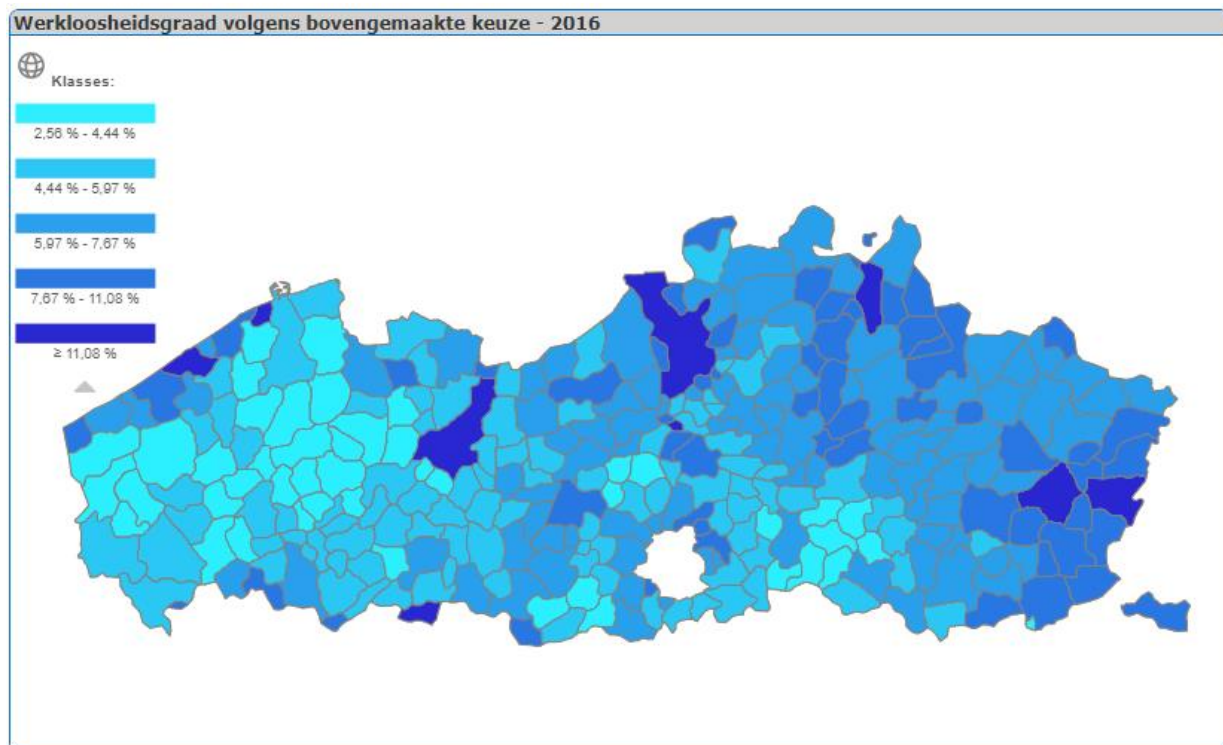 Werkloosheidsgraad volgens bovengemaakte keuze - 2016
Klasses:
2,56 % - 4,44 %
4,44 % - 5,97 %
5,97 % - 7,67 %
7,67 % - 11,08 %
≥ 11,08 %